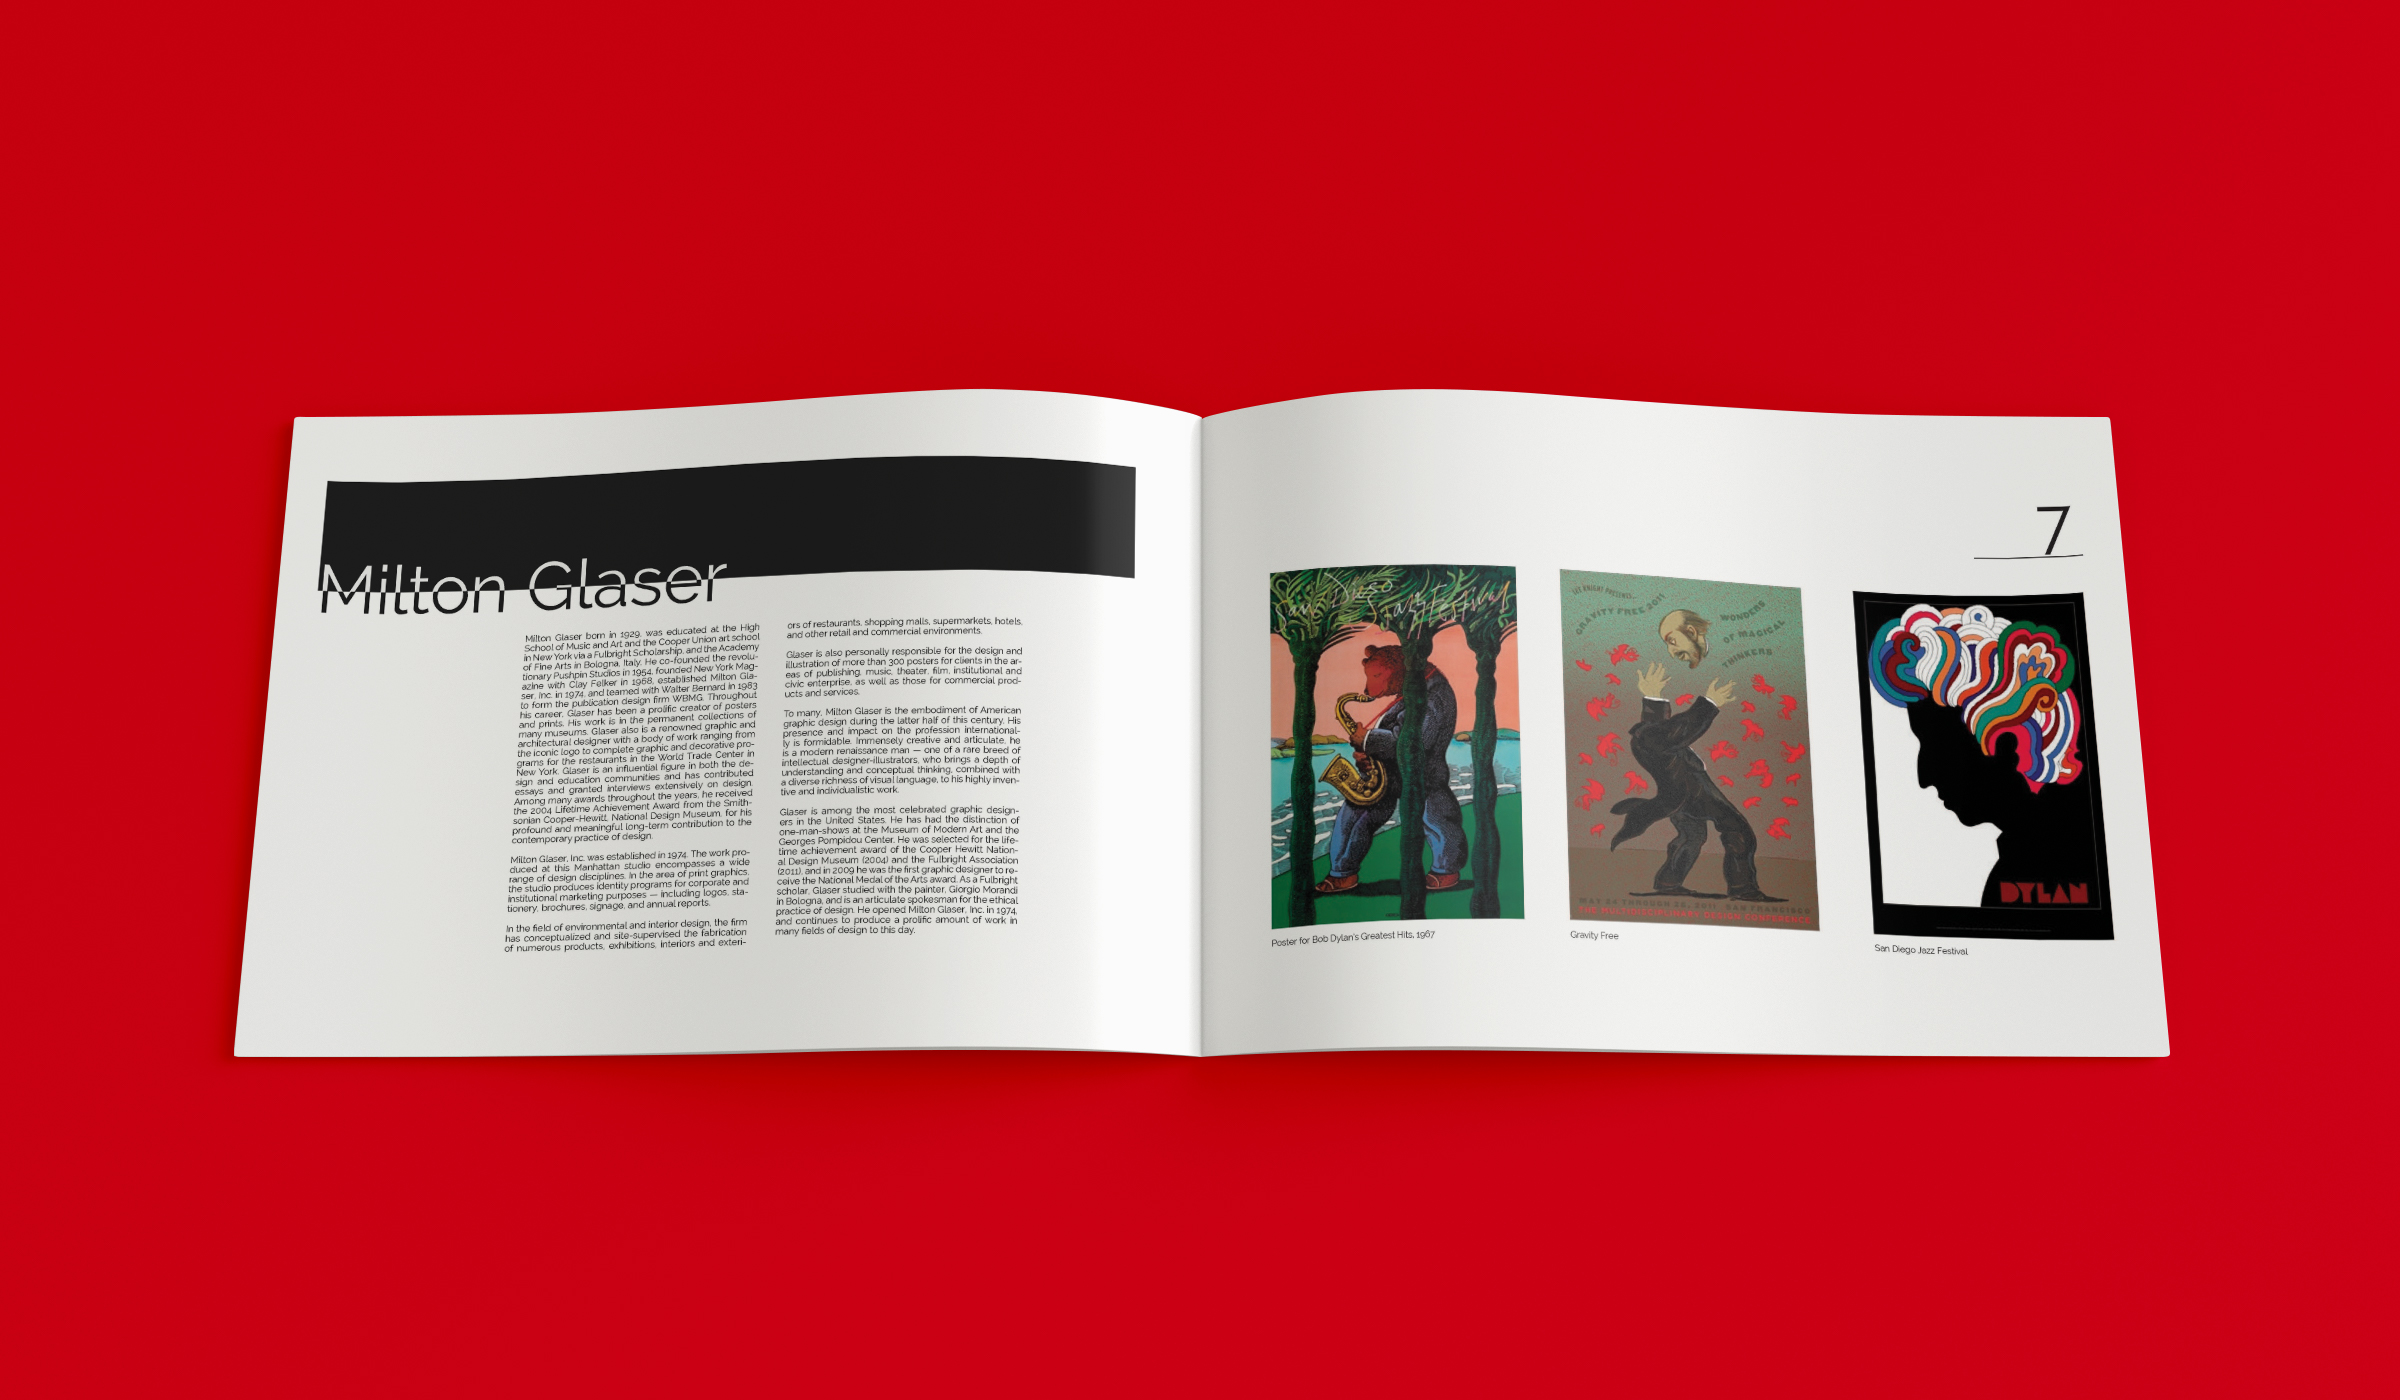 Milton Glaser
Milton Glaser born in 1929, was educated at the High
School of Music and Art and the Cooper Union art school
in New York via a Fulbright Scholarship, and the Academy
of Fine Arts in Bologna, Italy. He co-founded the revolu-
tionary Pushpin Studios in 1954, founded New York Mag-
azine with Clay Felker in 1968, established Milton Gla-
ser, Inc. in 1974, and teamed with Walter Bernard in 1983
to form the publication design firm WBMG. Throughout
his career, Glaser has been a prolific creator of posters
and prints. His work is in the permanent collections of
many museums. Glaser also is a renowned graphic and
architectural designer with a body of work ranging from
the iconic logo to complete graphic and decorative pro-
grams for the restaurants in the World Trade Center in
New York. Glaser is an influential figure in both the de-
sign and education communities and has contributed
essays and granted interviews extensively on design.
Among many awards throughout the years, he received
the 2004 Lifetime Achievement Award from the Smith-
sonian Cooper-Hewitt, National Design Museum, for his
profound and meaningful long-term contribution to the
contemporary practice of design.
Milton Glaser, Inc. was established in 1974. The work pro-
duced at this Manhattan studio encompasses a wide
range of design disciplines. In the area of print graphics,
the studio produces identity programs for corporate and
institutional marketing purposes — including logos, sta-
tionery, brochures, signage, and annual reports.
In the field of environmental and interior design, the firm
has conceptualized and site-supervised the fabrication
of numerous products, exhibitions, interiors and exteri-
ors of restaurants, shopping malls, supermarkets, hotels,
and other retail and commercial environments.
Glaser is also personally responsible for the design and
illustration of more than 300 posters for clients in the ar-
eas of publishing, music, theater, film, institutional and
civic enterprise, as well as those for commercial prod-
ucts and services.
To many, Milton Glaser is the embodiment of American
graphic design during the latter half of this century. His
presence and impact on the profession international-
ly is formidable. Immensely creative and articulate, he
is a modern renaissance man — one of a rare breed of
intellectual designer-illustrators, who brings a depth of
understanding and conceptual thinking, combined with
a diverse richness of visual language, to his highly inven-
tive and individualistic work.
Glaser is among the most celebrated graphic design-
ers in the United States. He has had the distinction of
one-man-shows at the Museum of Modern Art and the
Georges Pompidou Center. He was selected for the life-
time achievement award of the Cooper Hewitt Nation-
al Design Museum (2004) and the Fulbright Association
(2011), and in 2009 he was the first graphic designer to re-
ceive the National Medal of the Arts award. As a Fulbright
scholar, Glaser studied with the painter, Giorgio Morandi
in Bologna, and is an articulate spokesman for the ethical
practice of design. He opened Milton Glaser, Inc. in 1974,
and continues to produce a prolific amount of work in
many fields of design to this day.
7
San Diego Jazz Festival
Poster for Bob Dylan's Greatest Hits, 1967
GRAVITY FREE 2011
WONDERS
OF MAGICAL
THINKERS
SAN FRANCISCO
THE MULTIDISCIPLINARY DESIGN CONFERENCE
Gravity Free
DYLAN
San Diego Jazz Festival